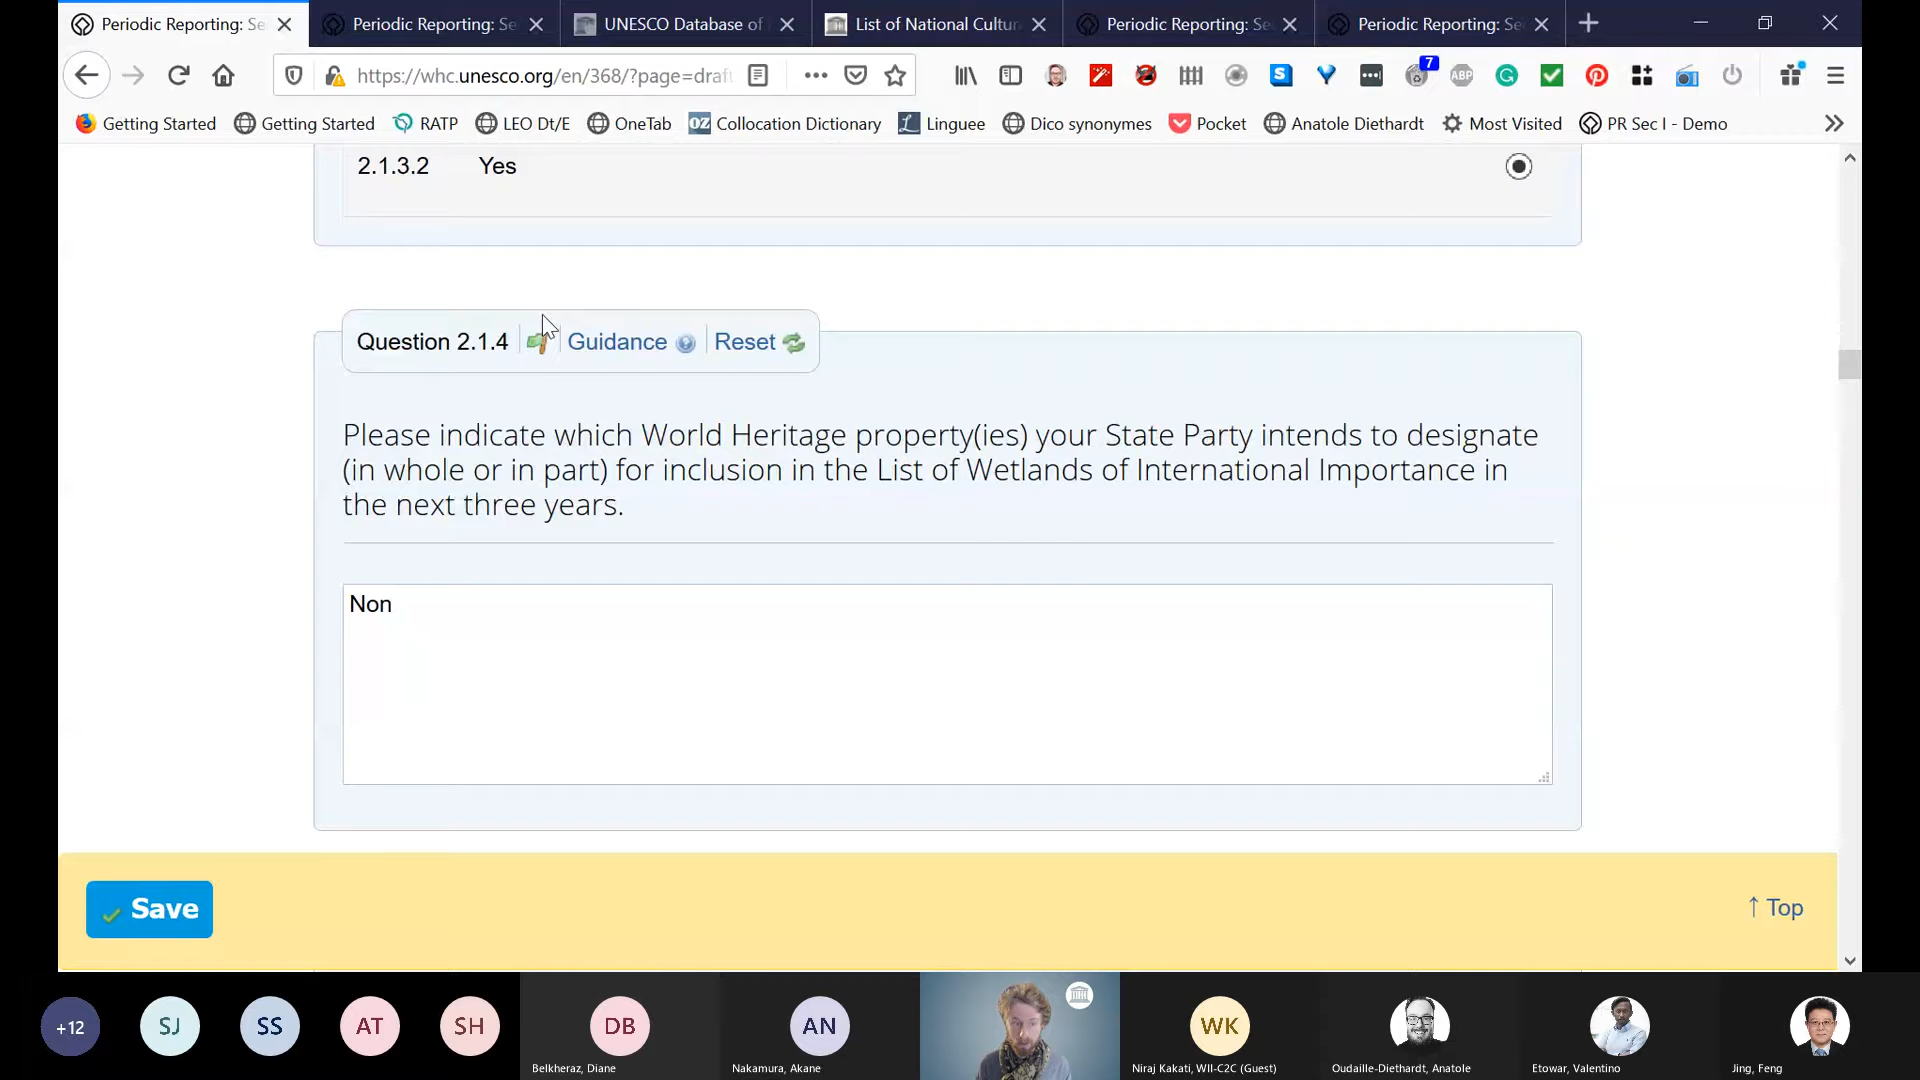 Periodic Reporting: Se
Periodic Reporting: Se
UNESCO Database of
List of National Cultur
Periodic Reporting: Se
Periodic Reporting: Se
https://whc.unesco.org/en/368/?page=draf
7
ABP
Getting Started
Getting Started
RATP
LEO Dt/E
OneTab
OZ
Collocation Dictionary
Linguee
Dico synonymes
Pocket
Anatole Diethardt
Most Visited
PR Sec I - Demo
2.1.3.2 Yes
Question 2.1.4 Guidance Reset
Please indicate which World Heritage property(ies) your State Party intends to designate
(in whole or in part) for inclusion in the List of Wetlands of International Importance in
the next three years.
Non
Save
↑ Top
+12
SJ
SS
AT
SH
DB
AN
WK
Belkheraz, Diane
Nakamura, Akane
Niraj Kakati, WII-C2C (Guest)
Oudaille-Diethardt, Anatole
Etowar, Valentino
Jing, Feng